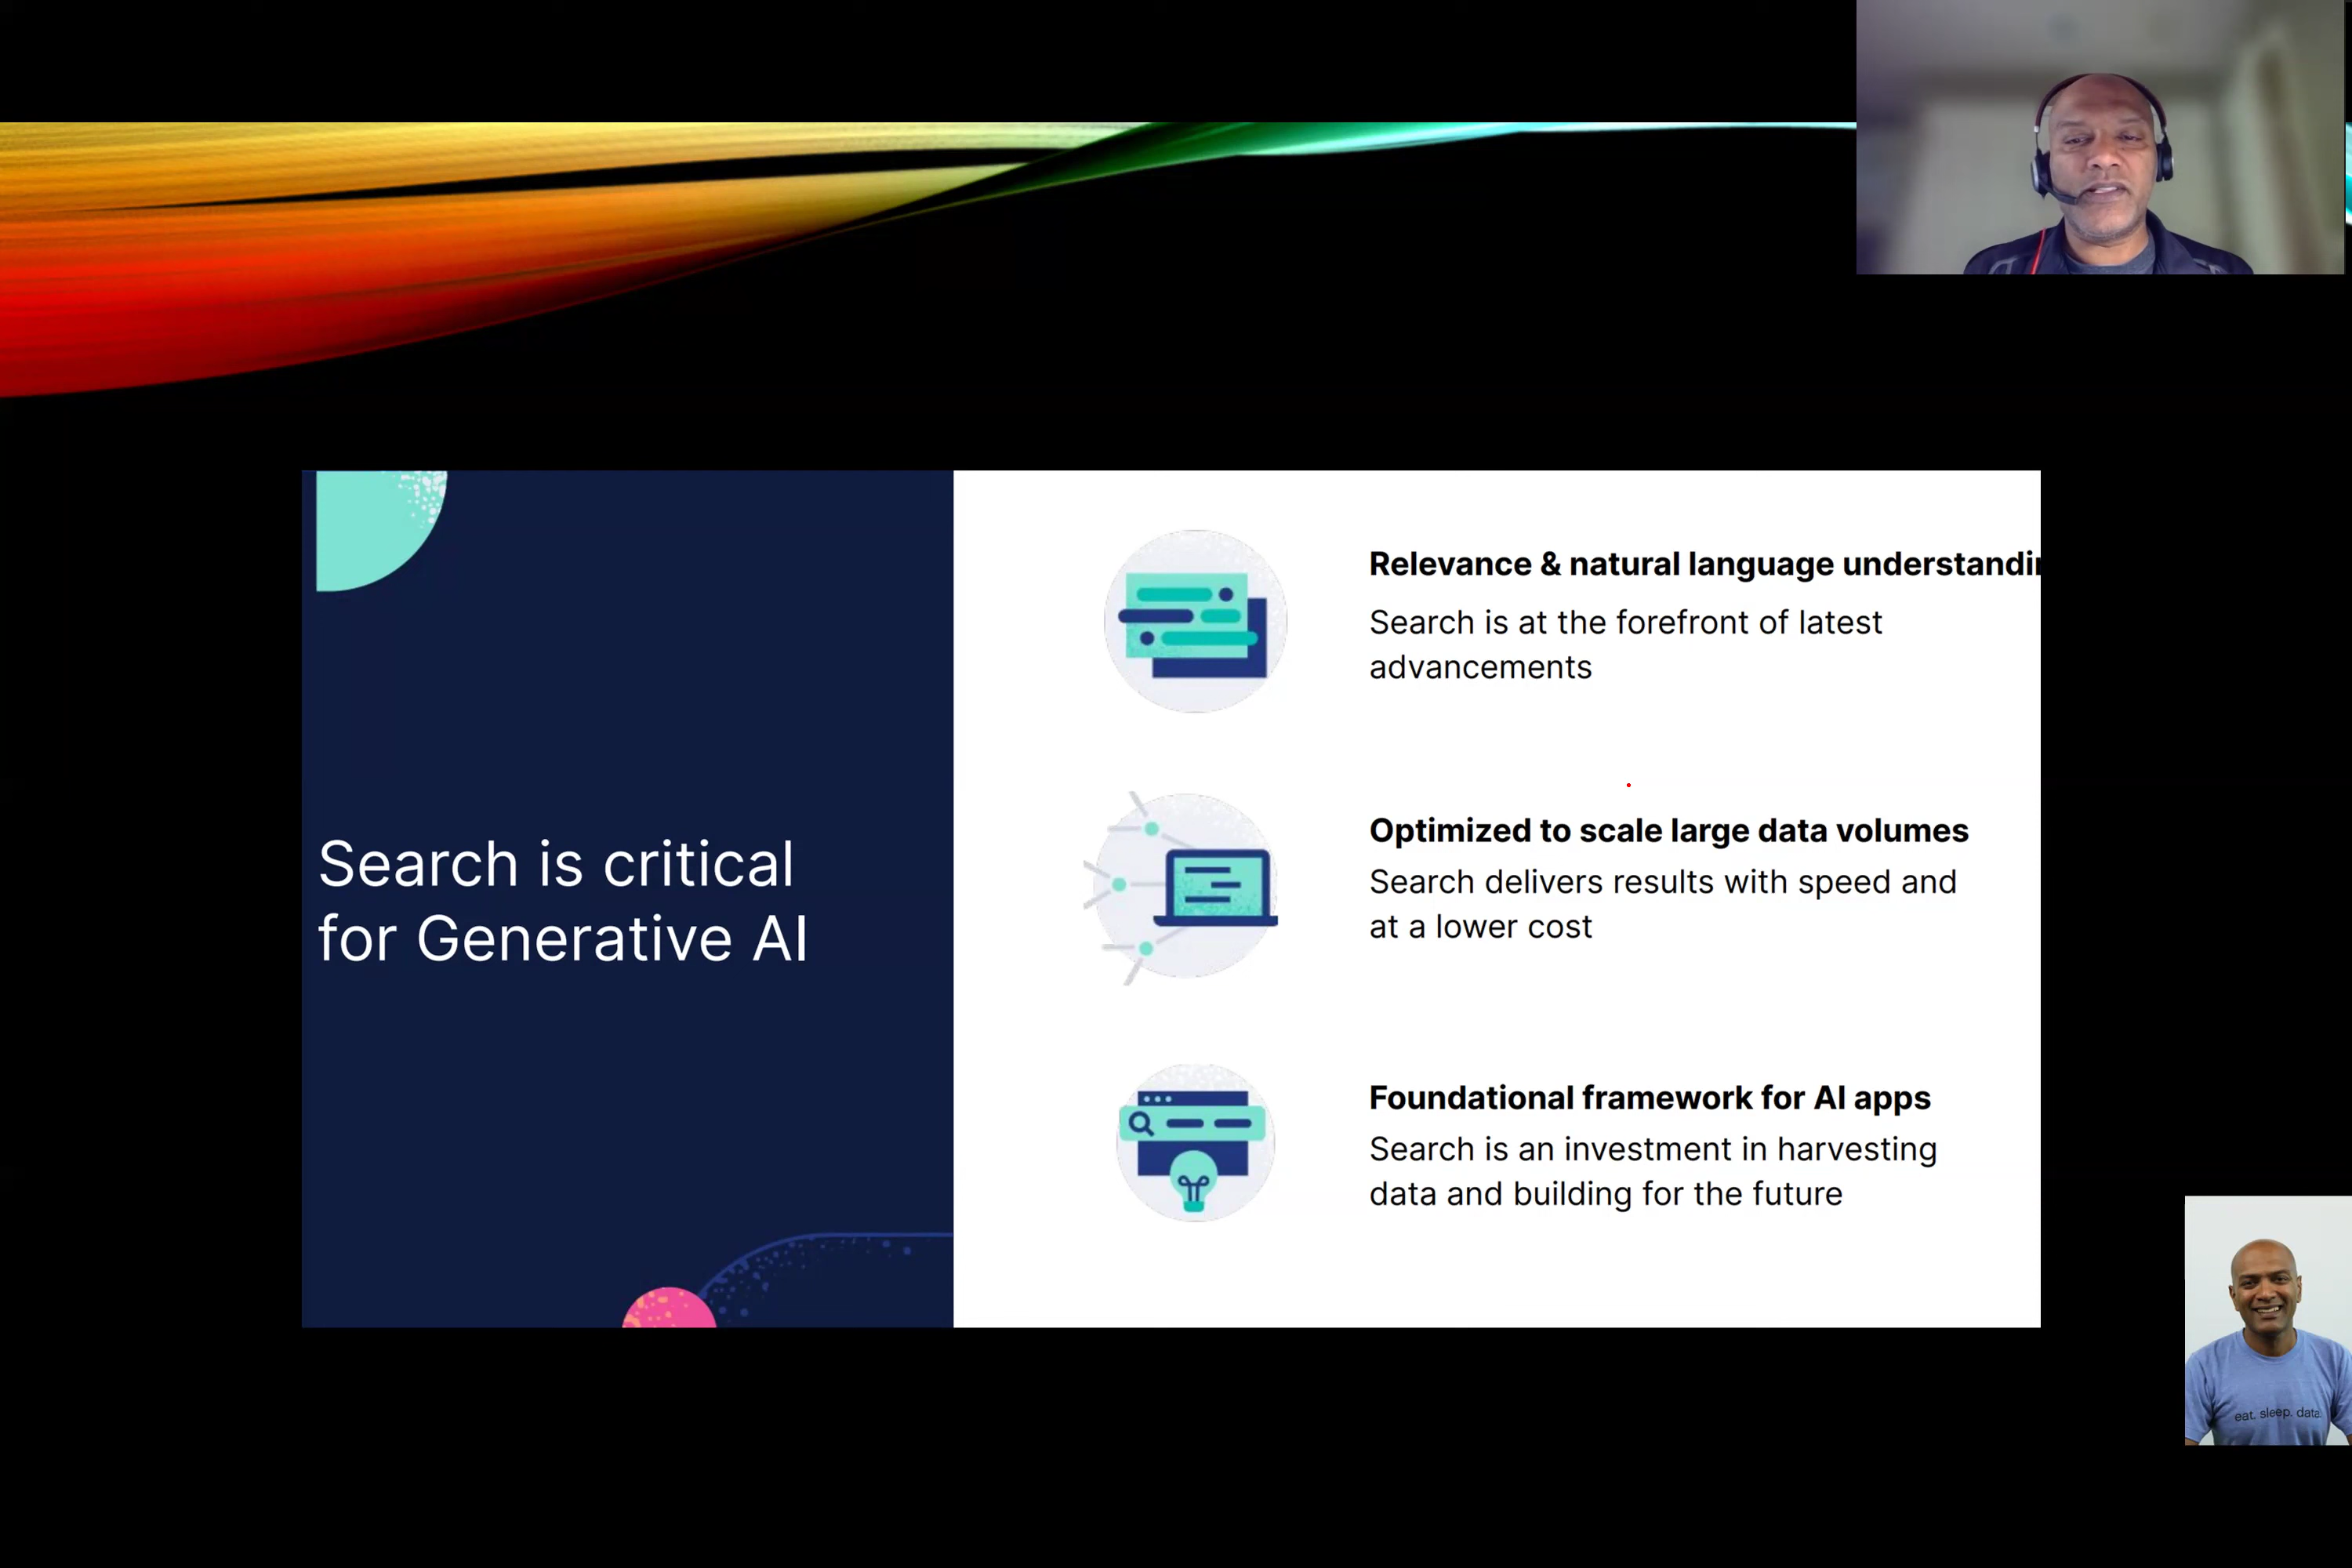 Search is critical
for Generative AI
Relevance & natural language understandin
Search is at the forefront of latest
advancements
Optimized to scale large data volumes
Search delivers results with speed and
at a lower cost
Foundational framework for AI apps
Search is an investment in harvesting
data and building for the future
eat. sleep. data.